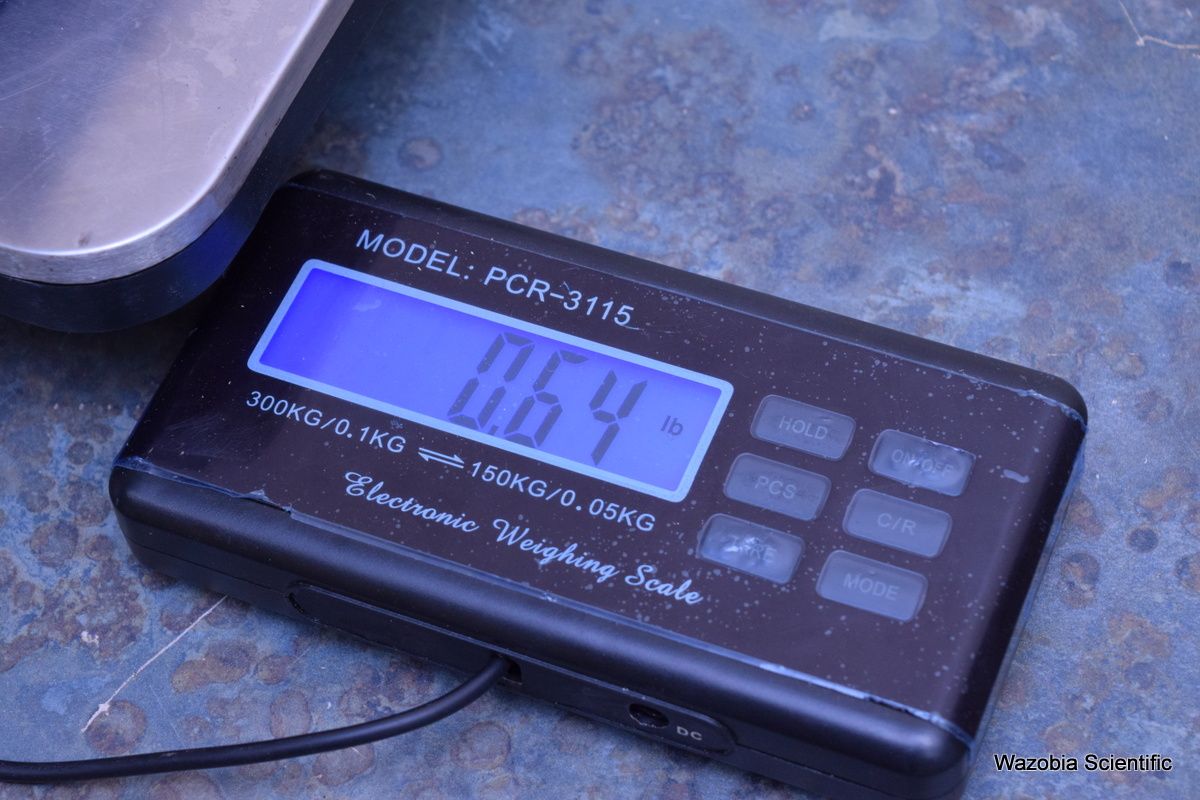 MODEL: PCR-3115
0.64 lb
300KG/0.1KG ⇌ 150KG/0.05KG
Electronic Weighing Scale
HOLD
ON/OFF
PCS
C/R
TARE
MODE
DC
Wazobia Scientific